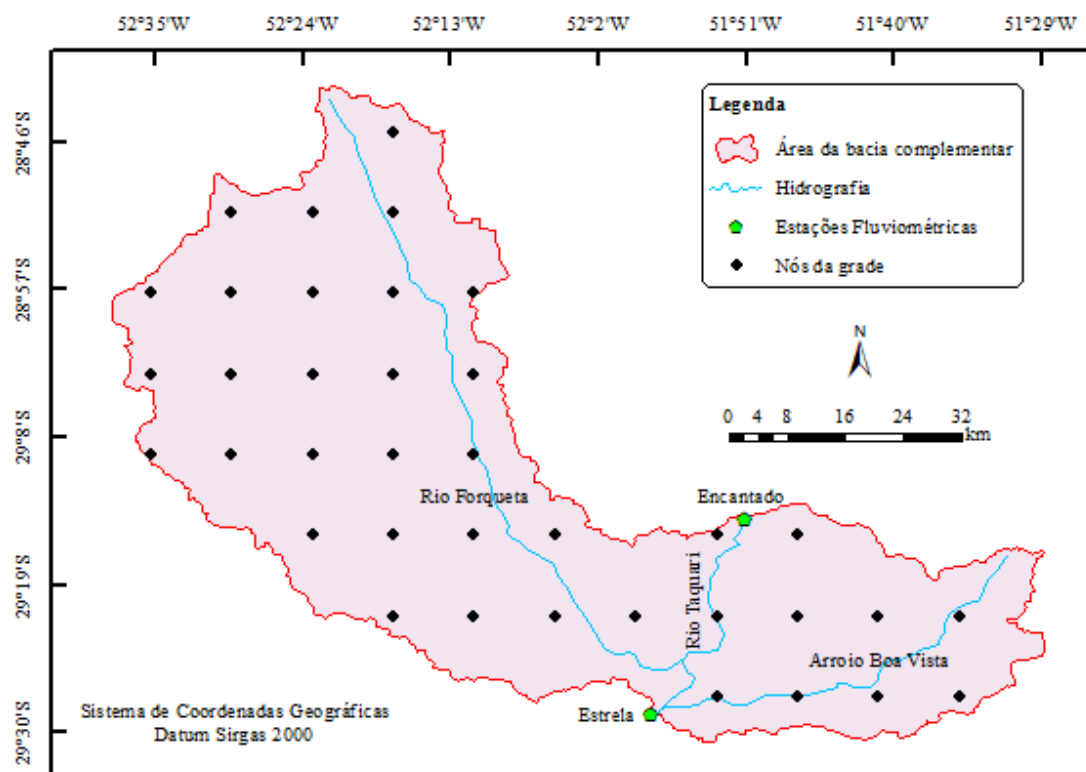 52°35'W 52°24'W 52°13'W 52°2'W 51°51'W 51°40'W 51°29'W
28°46'S
28°57'S
29°8'S
29°19'S
29°30'S
Legenda
Área da bacia complementar
Hidrografia
Estações Fluviométricas
Nós da grade
N
0 4 8 16 24 32
km
Rio Forqueta
Encantado
Rio Taquari
Arroio Boa Vista
Estrela
Sistema de Coordenadas Geográficas
Datum Sirgas 2000